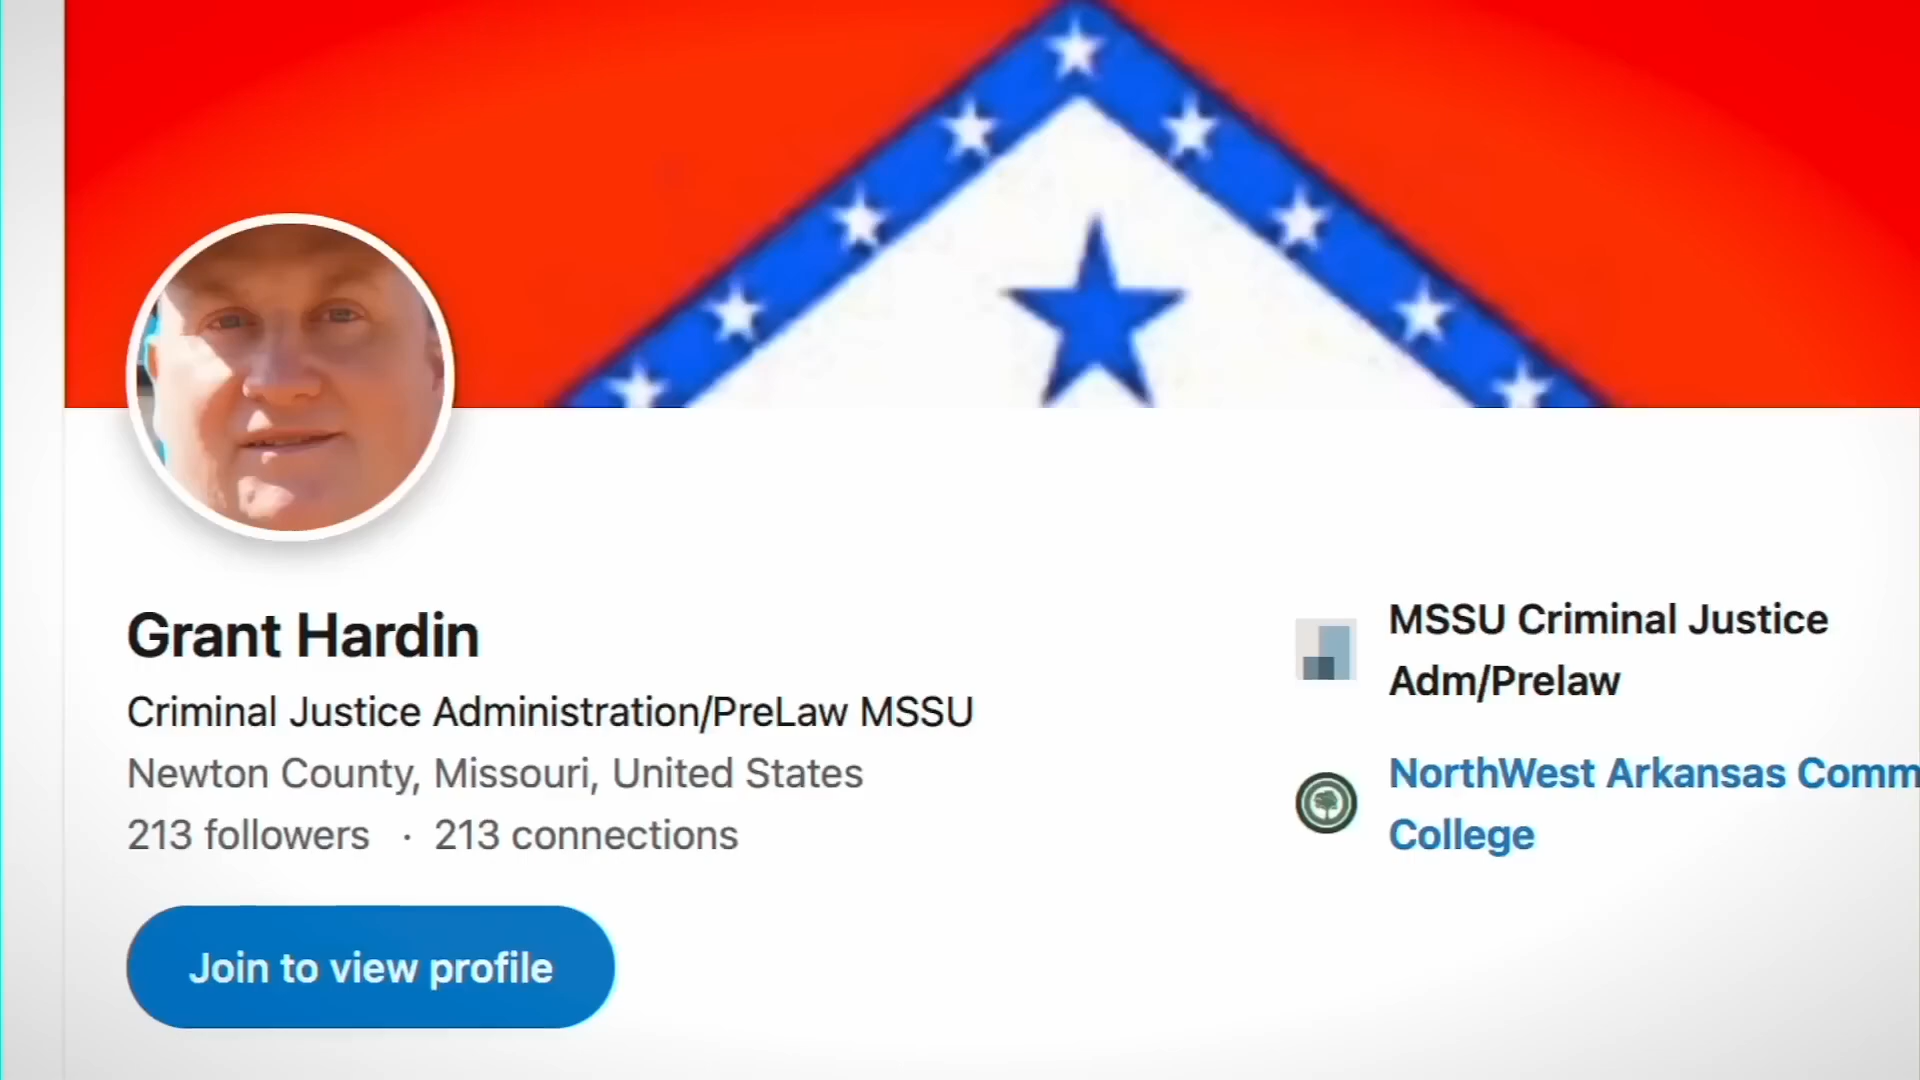 Grant Hardin
Criminal Justice Administration/PreLaw MSSU
Newton County, Missouri, United States
213 followers · 213 connections
Join to view profile
MSSU Criminal Justice
Adm/Prelaw
NorthWest Arkansas Comm
College